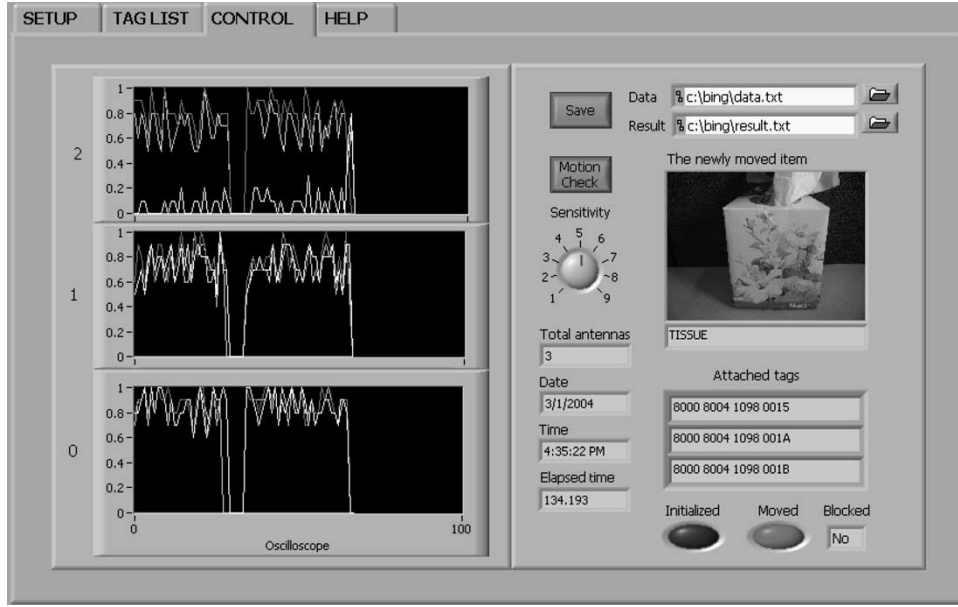 SETUP TAG LIST CONTROL HELP
2
1-
0.8-
0.6-
0.4-
0.2-
0-
1
1-
0.8-
0.6-
0.4-
0.2-
0-
0
1-
0.8-
0.6-
0.4-
0.2-
0-
0 100
Oscilloscope
Save
Data c:\bing\data.txt
Result c:\bing\result.txt
Motion
Check
Sensitivity
1 2 3 4 5 6 7 8 9
Total antennas
3
Date
3/1/2004
Time
4:35:22 PM
Elapsed time
134.193
The newly moved item
TISSUE
Attached tags
8000 8004 1098 0015
8000 8004 1098 001A
8000 8004 1098 001B
Initialized Moved Blocked
No